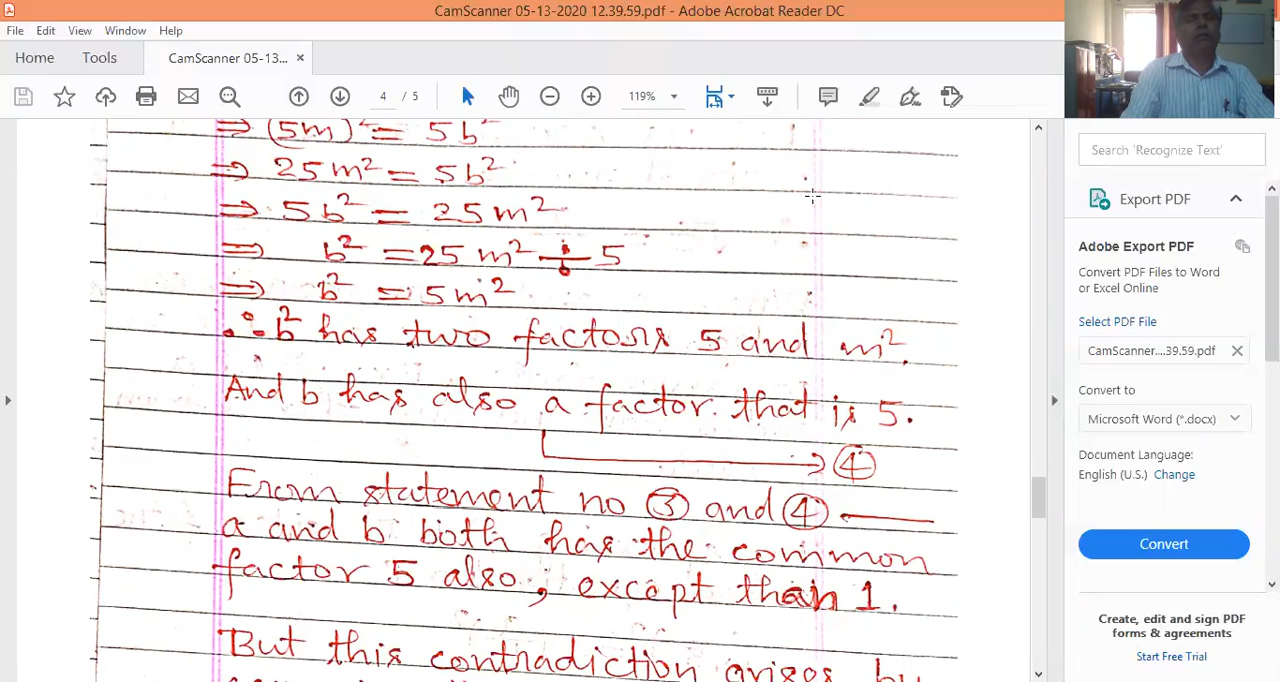 CamScanner 05-13-2020 12.39.59.pdf - Adobe Acrobat Reader DC
File Edit View Window Help
Home Tools CamScanner 05-13... ×
4 / 5 119%
⇒ (5m)² = 5b²
⇒ 25m² = 5b²
⇒ 5b² = 25m²
⇒ b² = 25m² ÷ 5
⇒ b² = 5m²
∴ b² has two factors 5 and m².
And b has also a factor that is 5.
→ ④
From statement no ③ and ④ —
a and b both has the common
factor 5 also, except than 1.
But this contradiction arises by
Search 'Recognize Text'
Export PDF
Adobe Export PDF
Convert PDF Files to Word
or Excel Online
Select PDF File
CamScanner....39.59.pdf ×
Convert to
Microsoft Word (*.docx)
Document Language:
English (U.S.) Change
Convert
Create, edit and sign PDF
forms & agreements
Start Free Trial